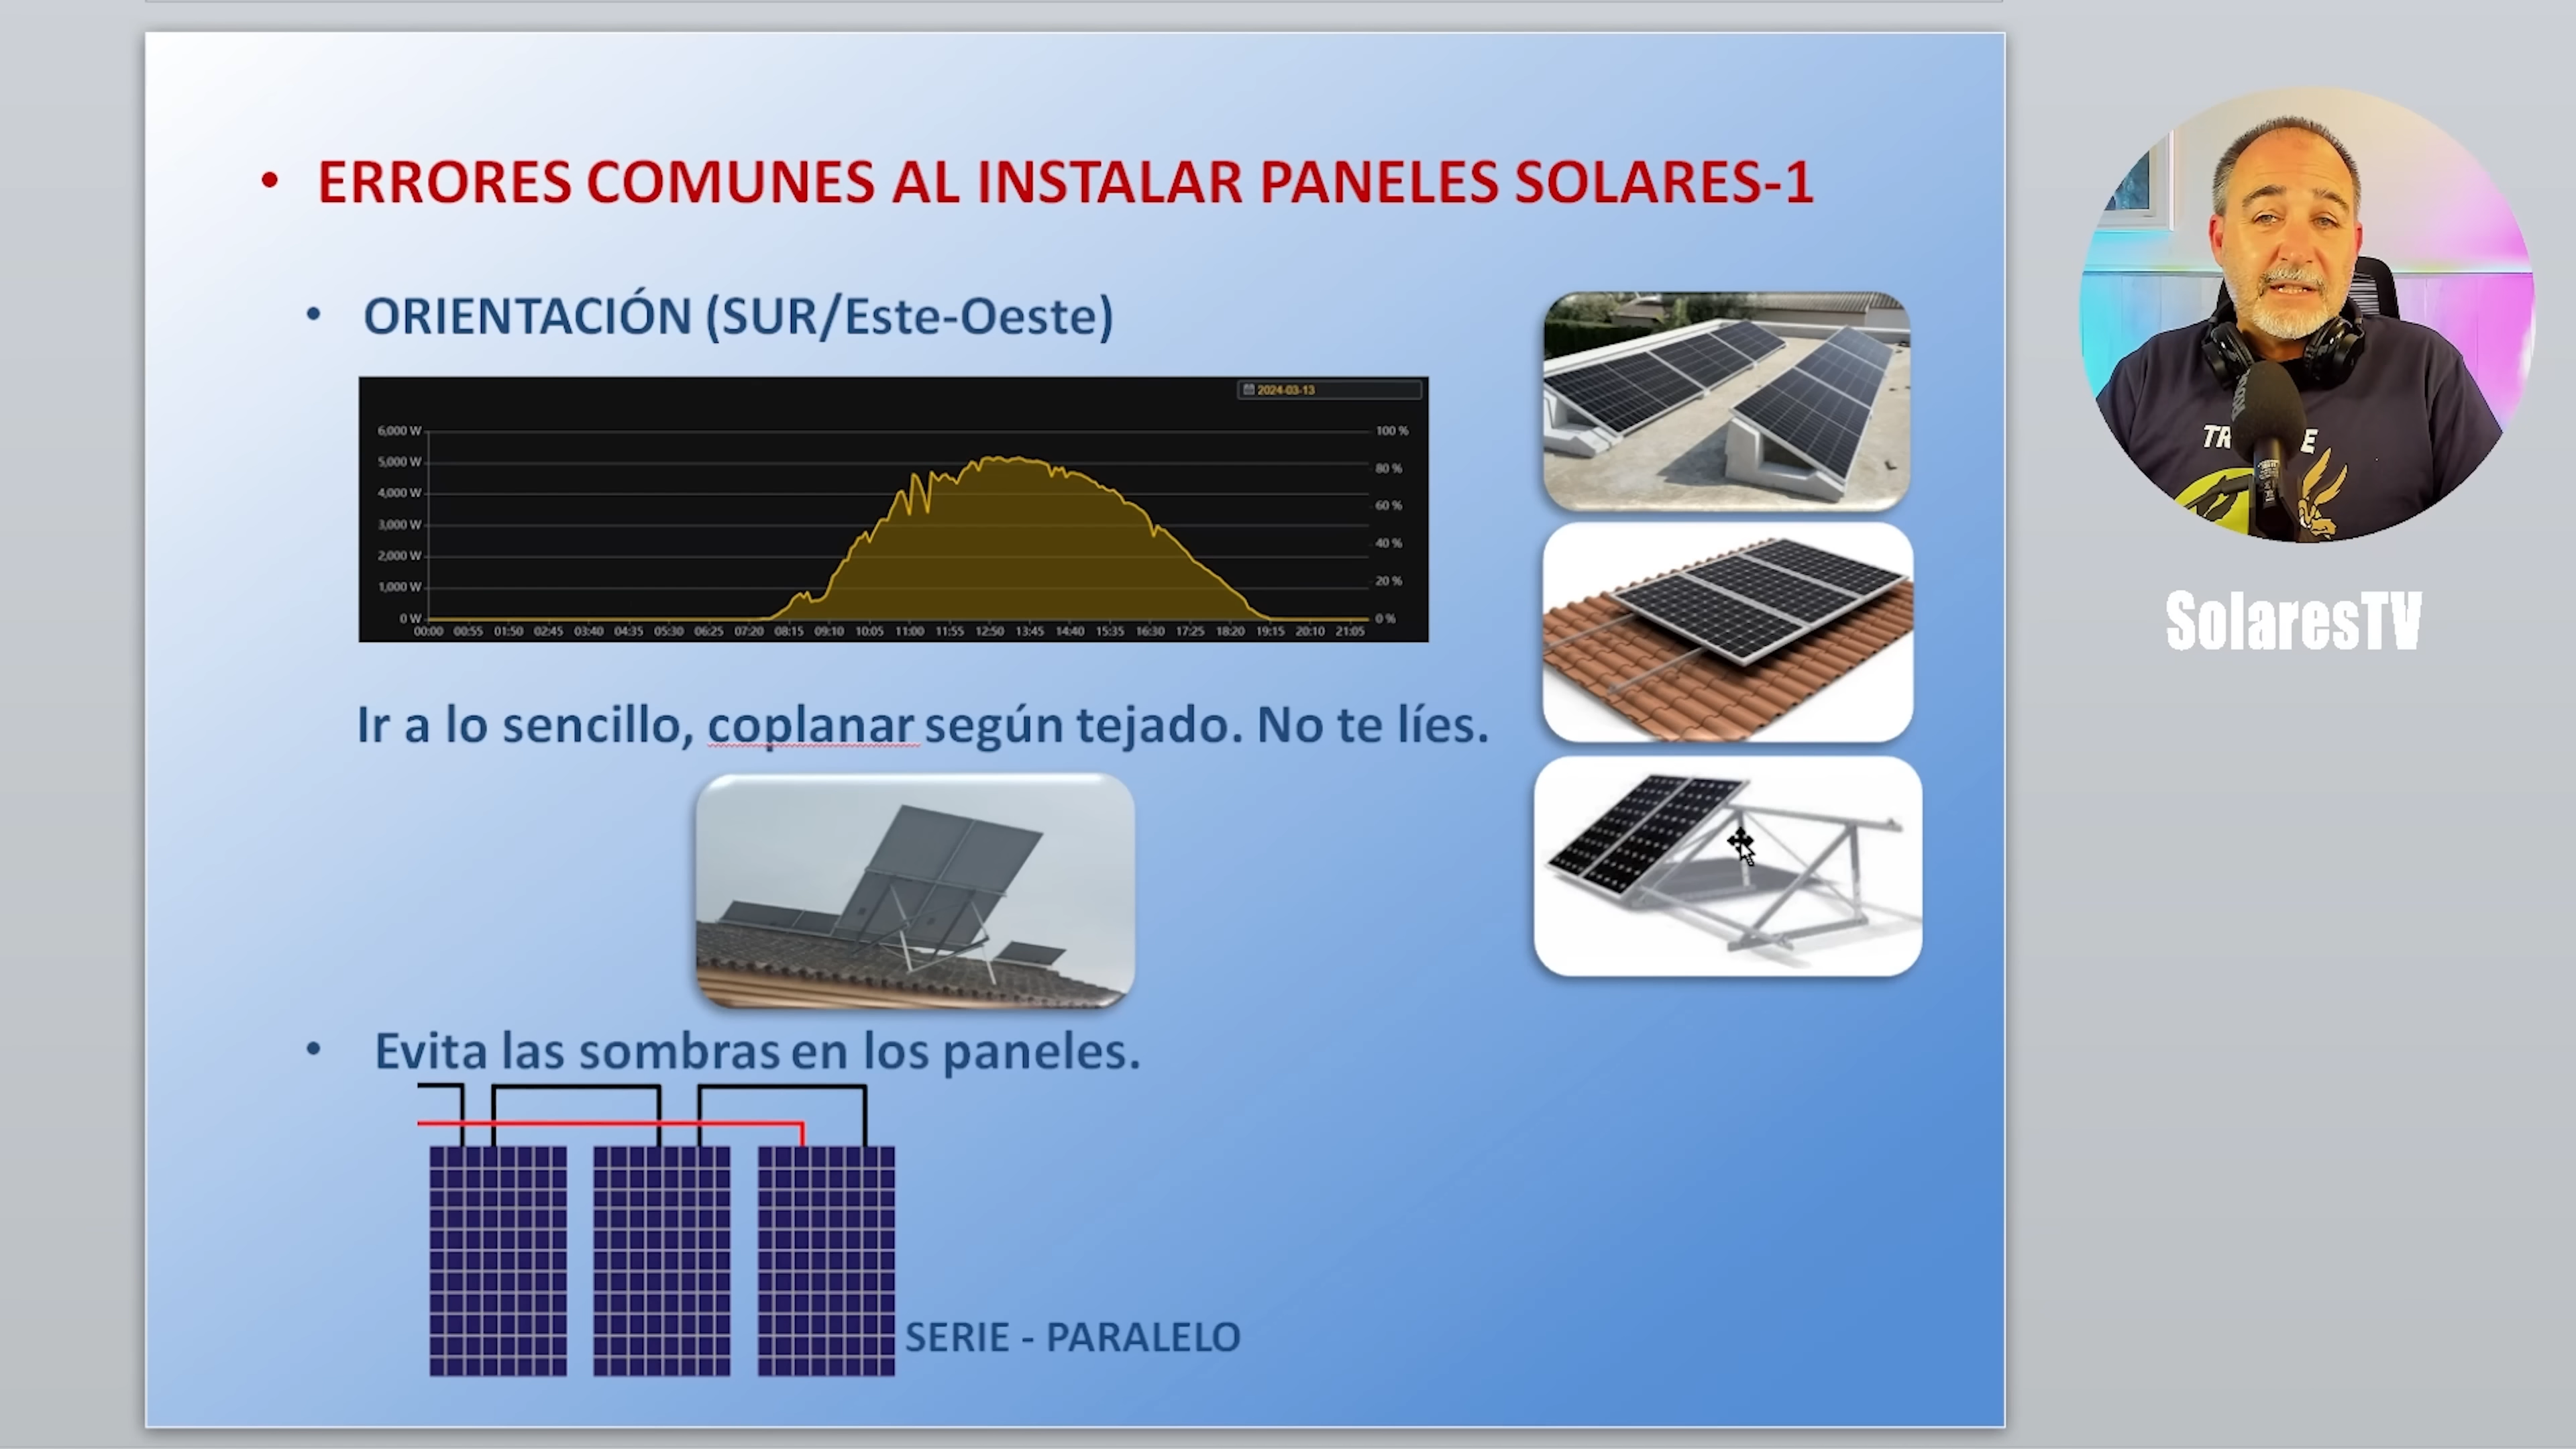 • ERRORES COMUNES AL INSTALAR PANELES SOLARES-1
• ORIENTACIÓN (SUR/Este-Oeste)
2024-03-13
6,000 W 100 %
5,000 W 80 %
4,000 W 60 %
3,000 W
2,000 W 40 %
1,000 W 20 %
0 W 0 %
00:00 00:55 01:50 02:45 03:40 04:35 05:30 06:25 07:20 08:15 09:10 10:05 11:00 11:55 12:50 13:45 14:40 15:35 16:30 17:25 18:20 19:15 20:10 21:05
Ir a lo sencillo, coplanar según tejado. No te líes.
• Evita las sombras en los paneles.
SERIE - PARALELO
SolaresTV